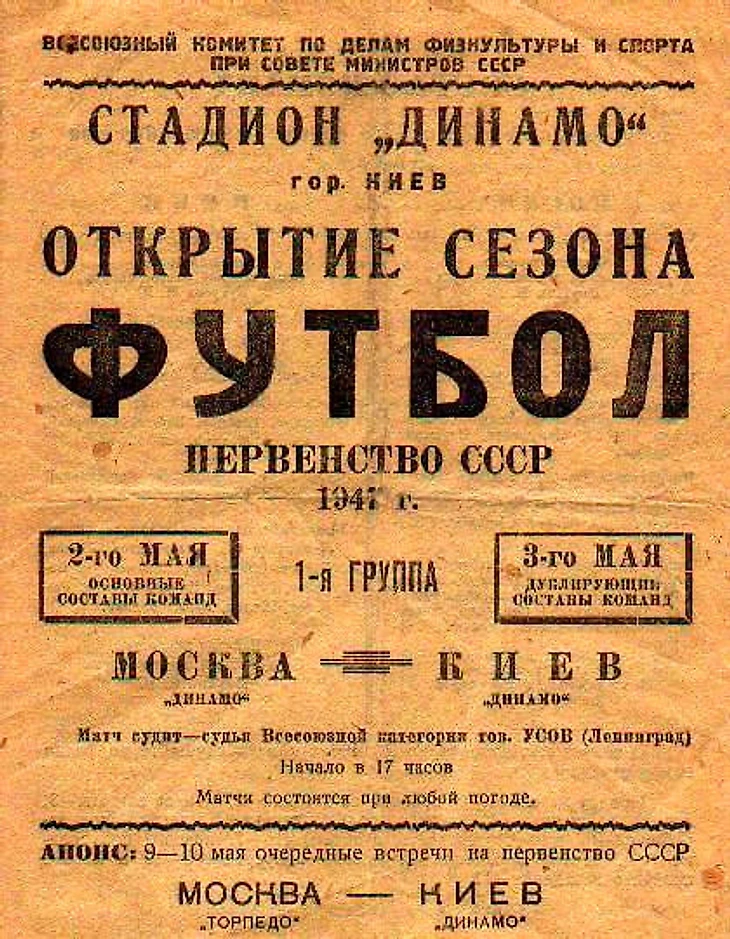 ВСЕСОЮЗНЫЙ КОМИТЕТ ПО ДЕЛАМ ФИЗКУЛЬТУРЫ И СПОРТА
ПРИ СОВЕТЕ МИНИСТРОВ СССР
СТАДИОН „ДИНАМО“
гор. КИЕВ
ОТКРЫТИЕ СЕЗОНА
ФУТБОЛ
ПЕРВЕНСТВО СССР
1947 г.
2-го МАЯ
ОСНОВНЫЕ
СОСТАВЫ КОМАНД
1-я ГРУППА
3-го МАЯ
ДУБЛИРУЮЩИЕ
СОСТАВЫ КОМАНД
МОСКВА КИЕВ
„ДИНАМО“ „ДИНАМО“
Матч судит—судья Всесоюзной категории тов. УСОВ (Ленинград)
Начало в 17 часов
Матчи состоятся при любой погоде.
АНОНС: 9—10 мая очередные встречи на первенство СССР
МОСКВА — КИЕВ
„ТОРПЕДО“ „ДИНАМО“